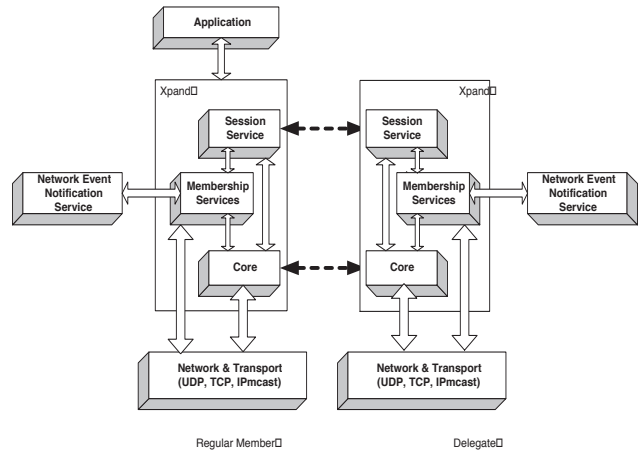 Application
Xpand□
Xpand□
Session
Service
Session
Service
Network Event
Notification
Service
Membership
Services
Membership
Services
Network Event
Notification
Service
Core
Core
Network & Transport
(UDP, TCP, IPmcast)
Network & Transport
(UDP, TCP, IPmcast)
Regular Member□
Delegate□